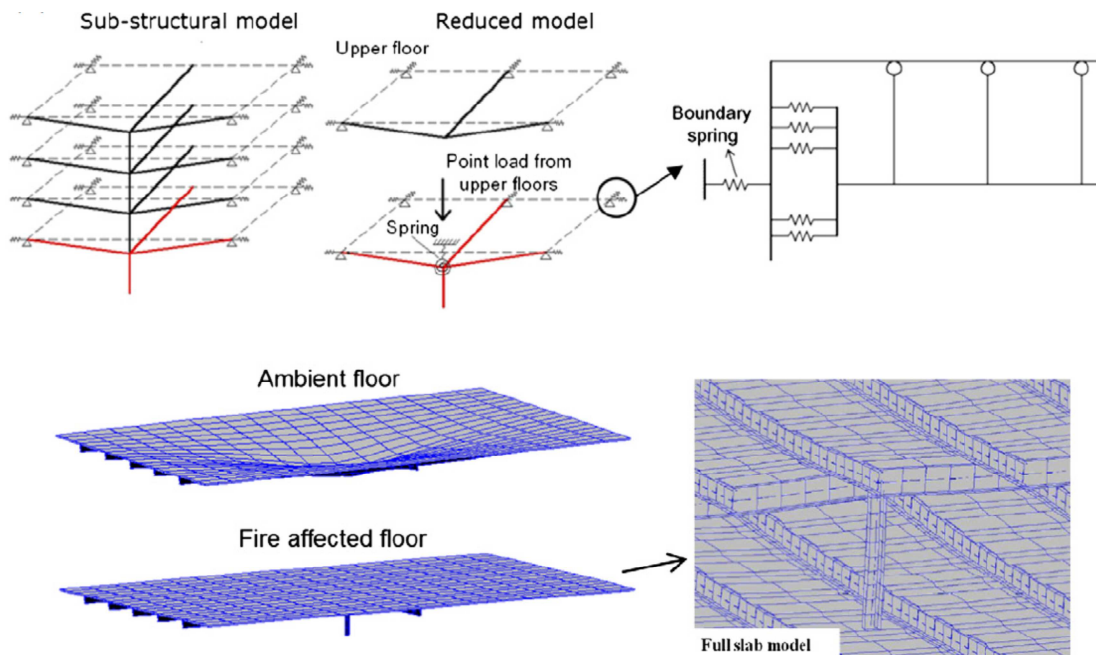 Sub-structural model
Reduced model
Upper floor
Point load from
upper floors
Spring
Boundary
spring
Ambient floor
Fire affected floor
Full slab model